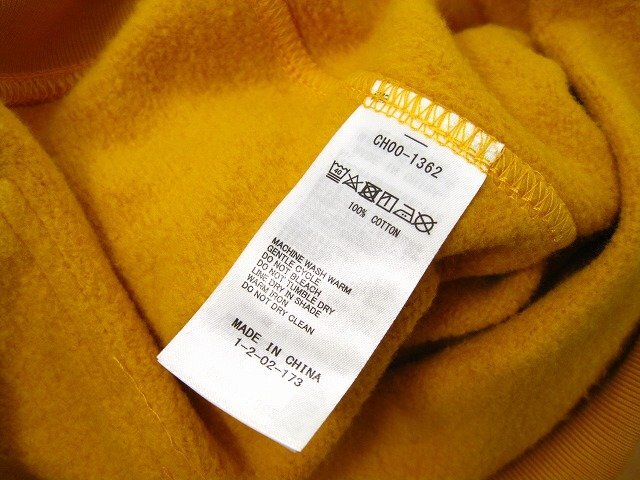 CH00-1362
40
100% COTTON
MACHINE WASH WARM
GENTLE CYCLE
DO NOT BLEACH
DO NOT TUMBLE DRY
LINE DRY IN SHADE
WARM IRON
DO NOT DRY CLEAN
MADE IN CHINA
1-2-02-173